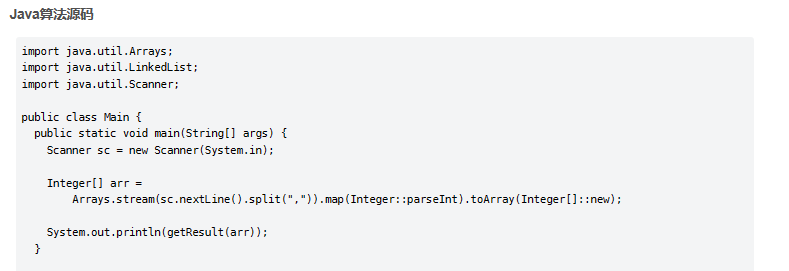 Java算法源码
import java.util.Arrays;
import java.util.LinkedList;
import java.util.Scanner;

public class Main {
  public static void main(String[] args) {
    Scanner sc = new Scanner(System.in);

    Integer[] arr =
        Arrays.stream(sc.nextLine().split(",")).map(Integer::parseInt).toArray(Integer[]::new);

    System.out.println(getResult(arr));
  }